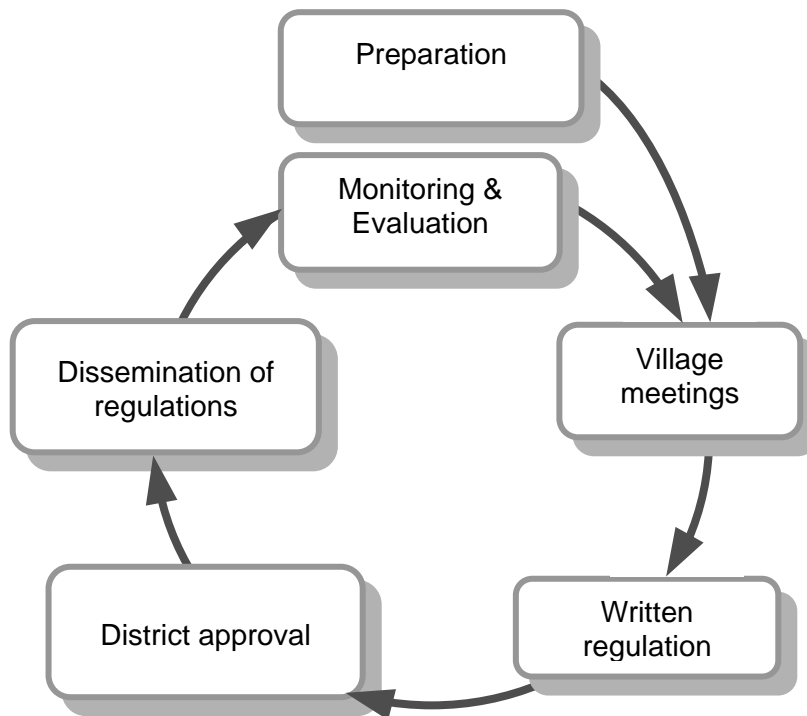 Preparation
Monitoring &
Evaluation
Village
meetings
Written
regulation
District approval
Dissemination of
regulations